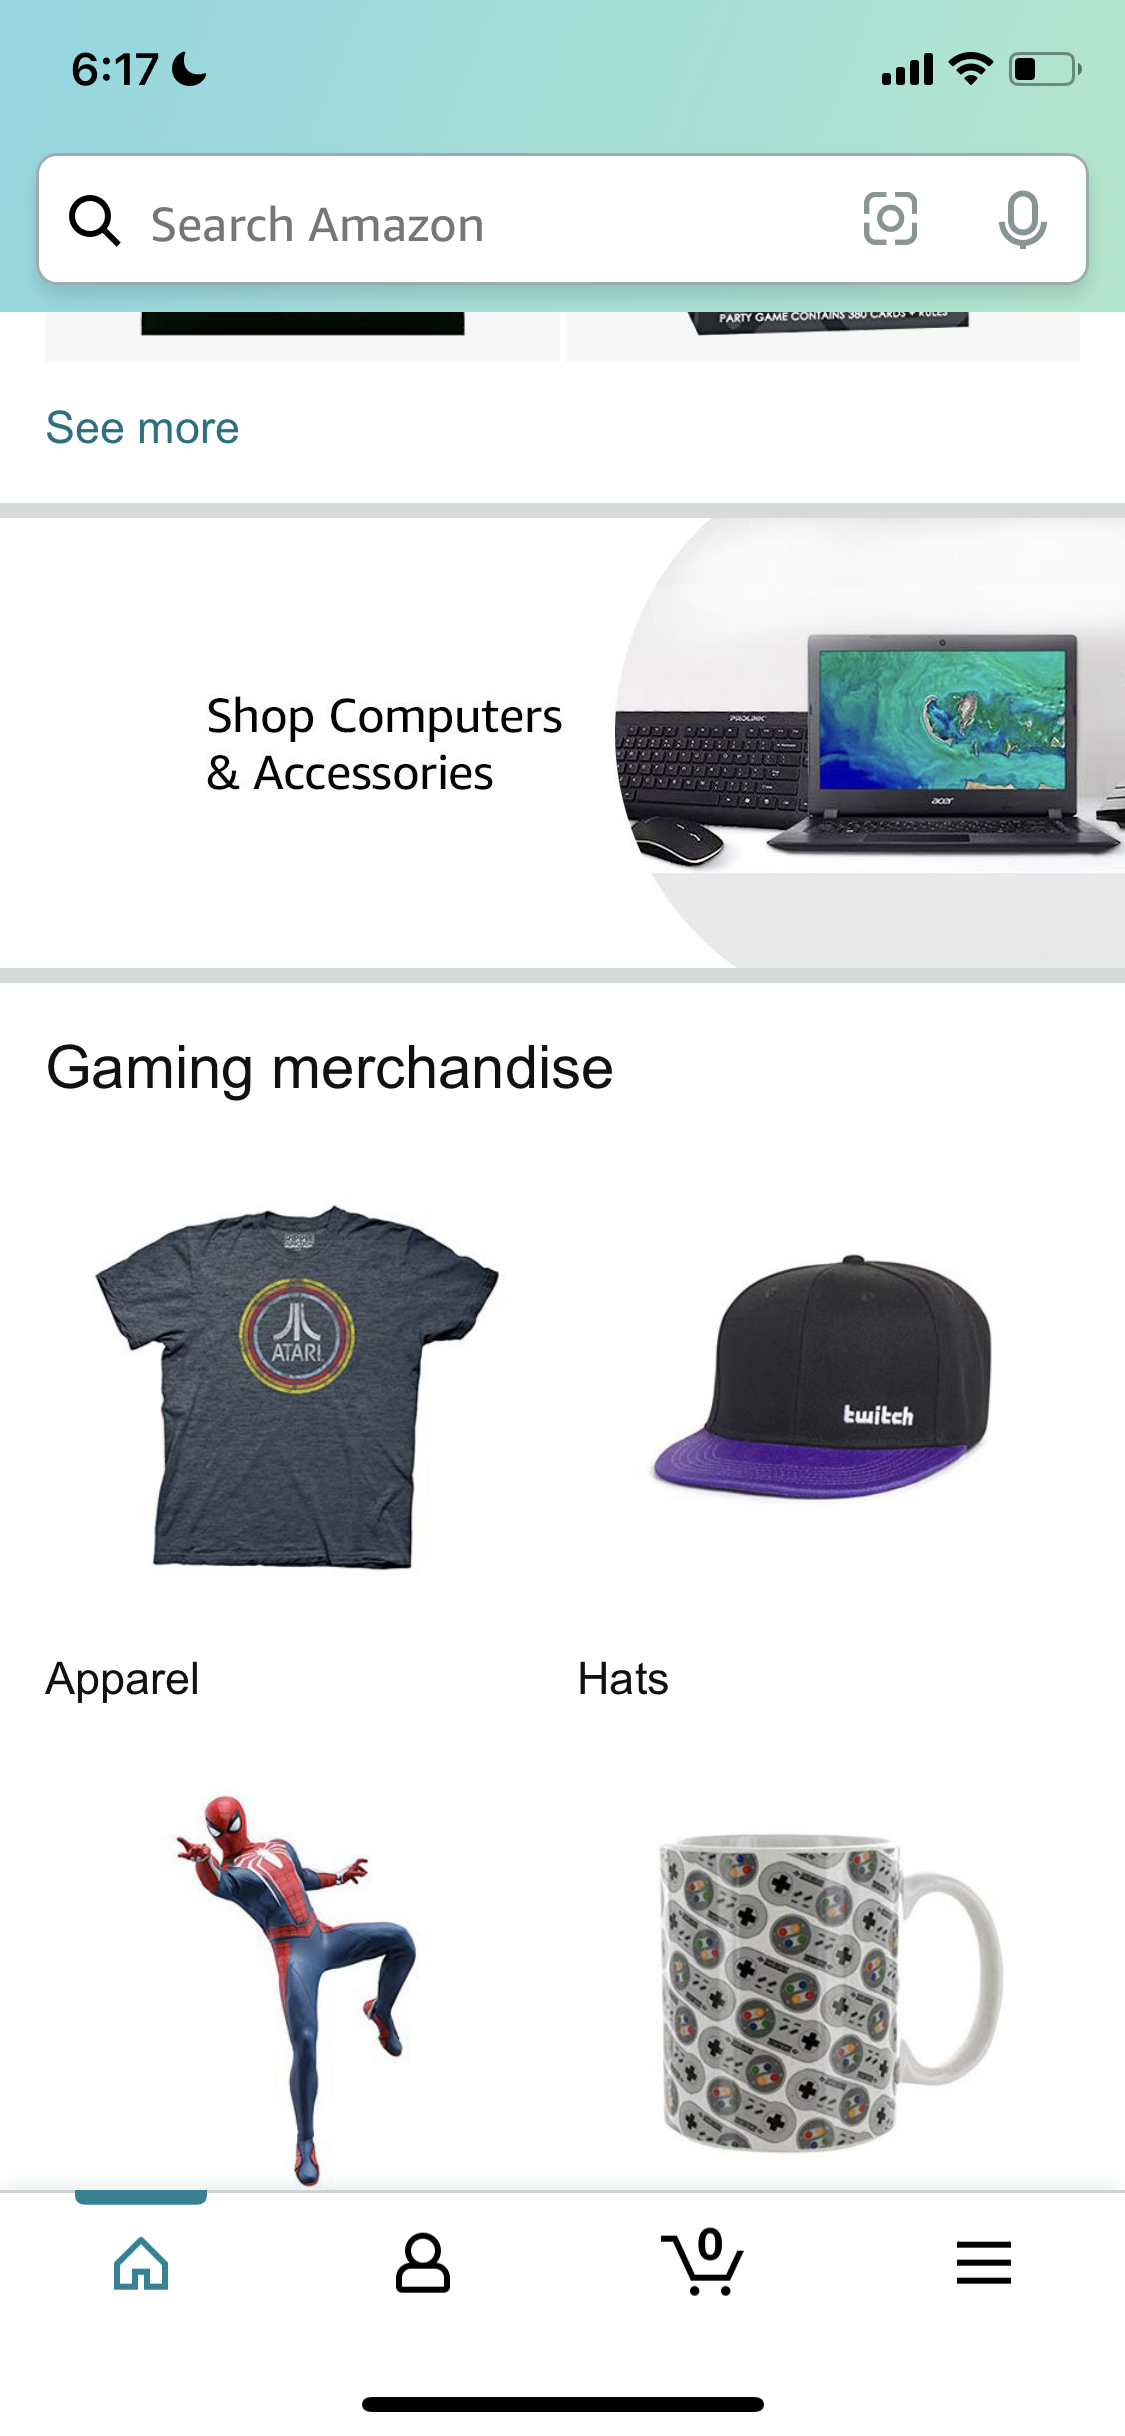 6:17
Search Amazon
PARTY GAME CONTAINS 380 CARDS + RULES
See more
Shop Computers
& Accessories
PROLINK
acer
Gaming merchandise
ATARI
twitch
Apparel
Hats
0